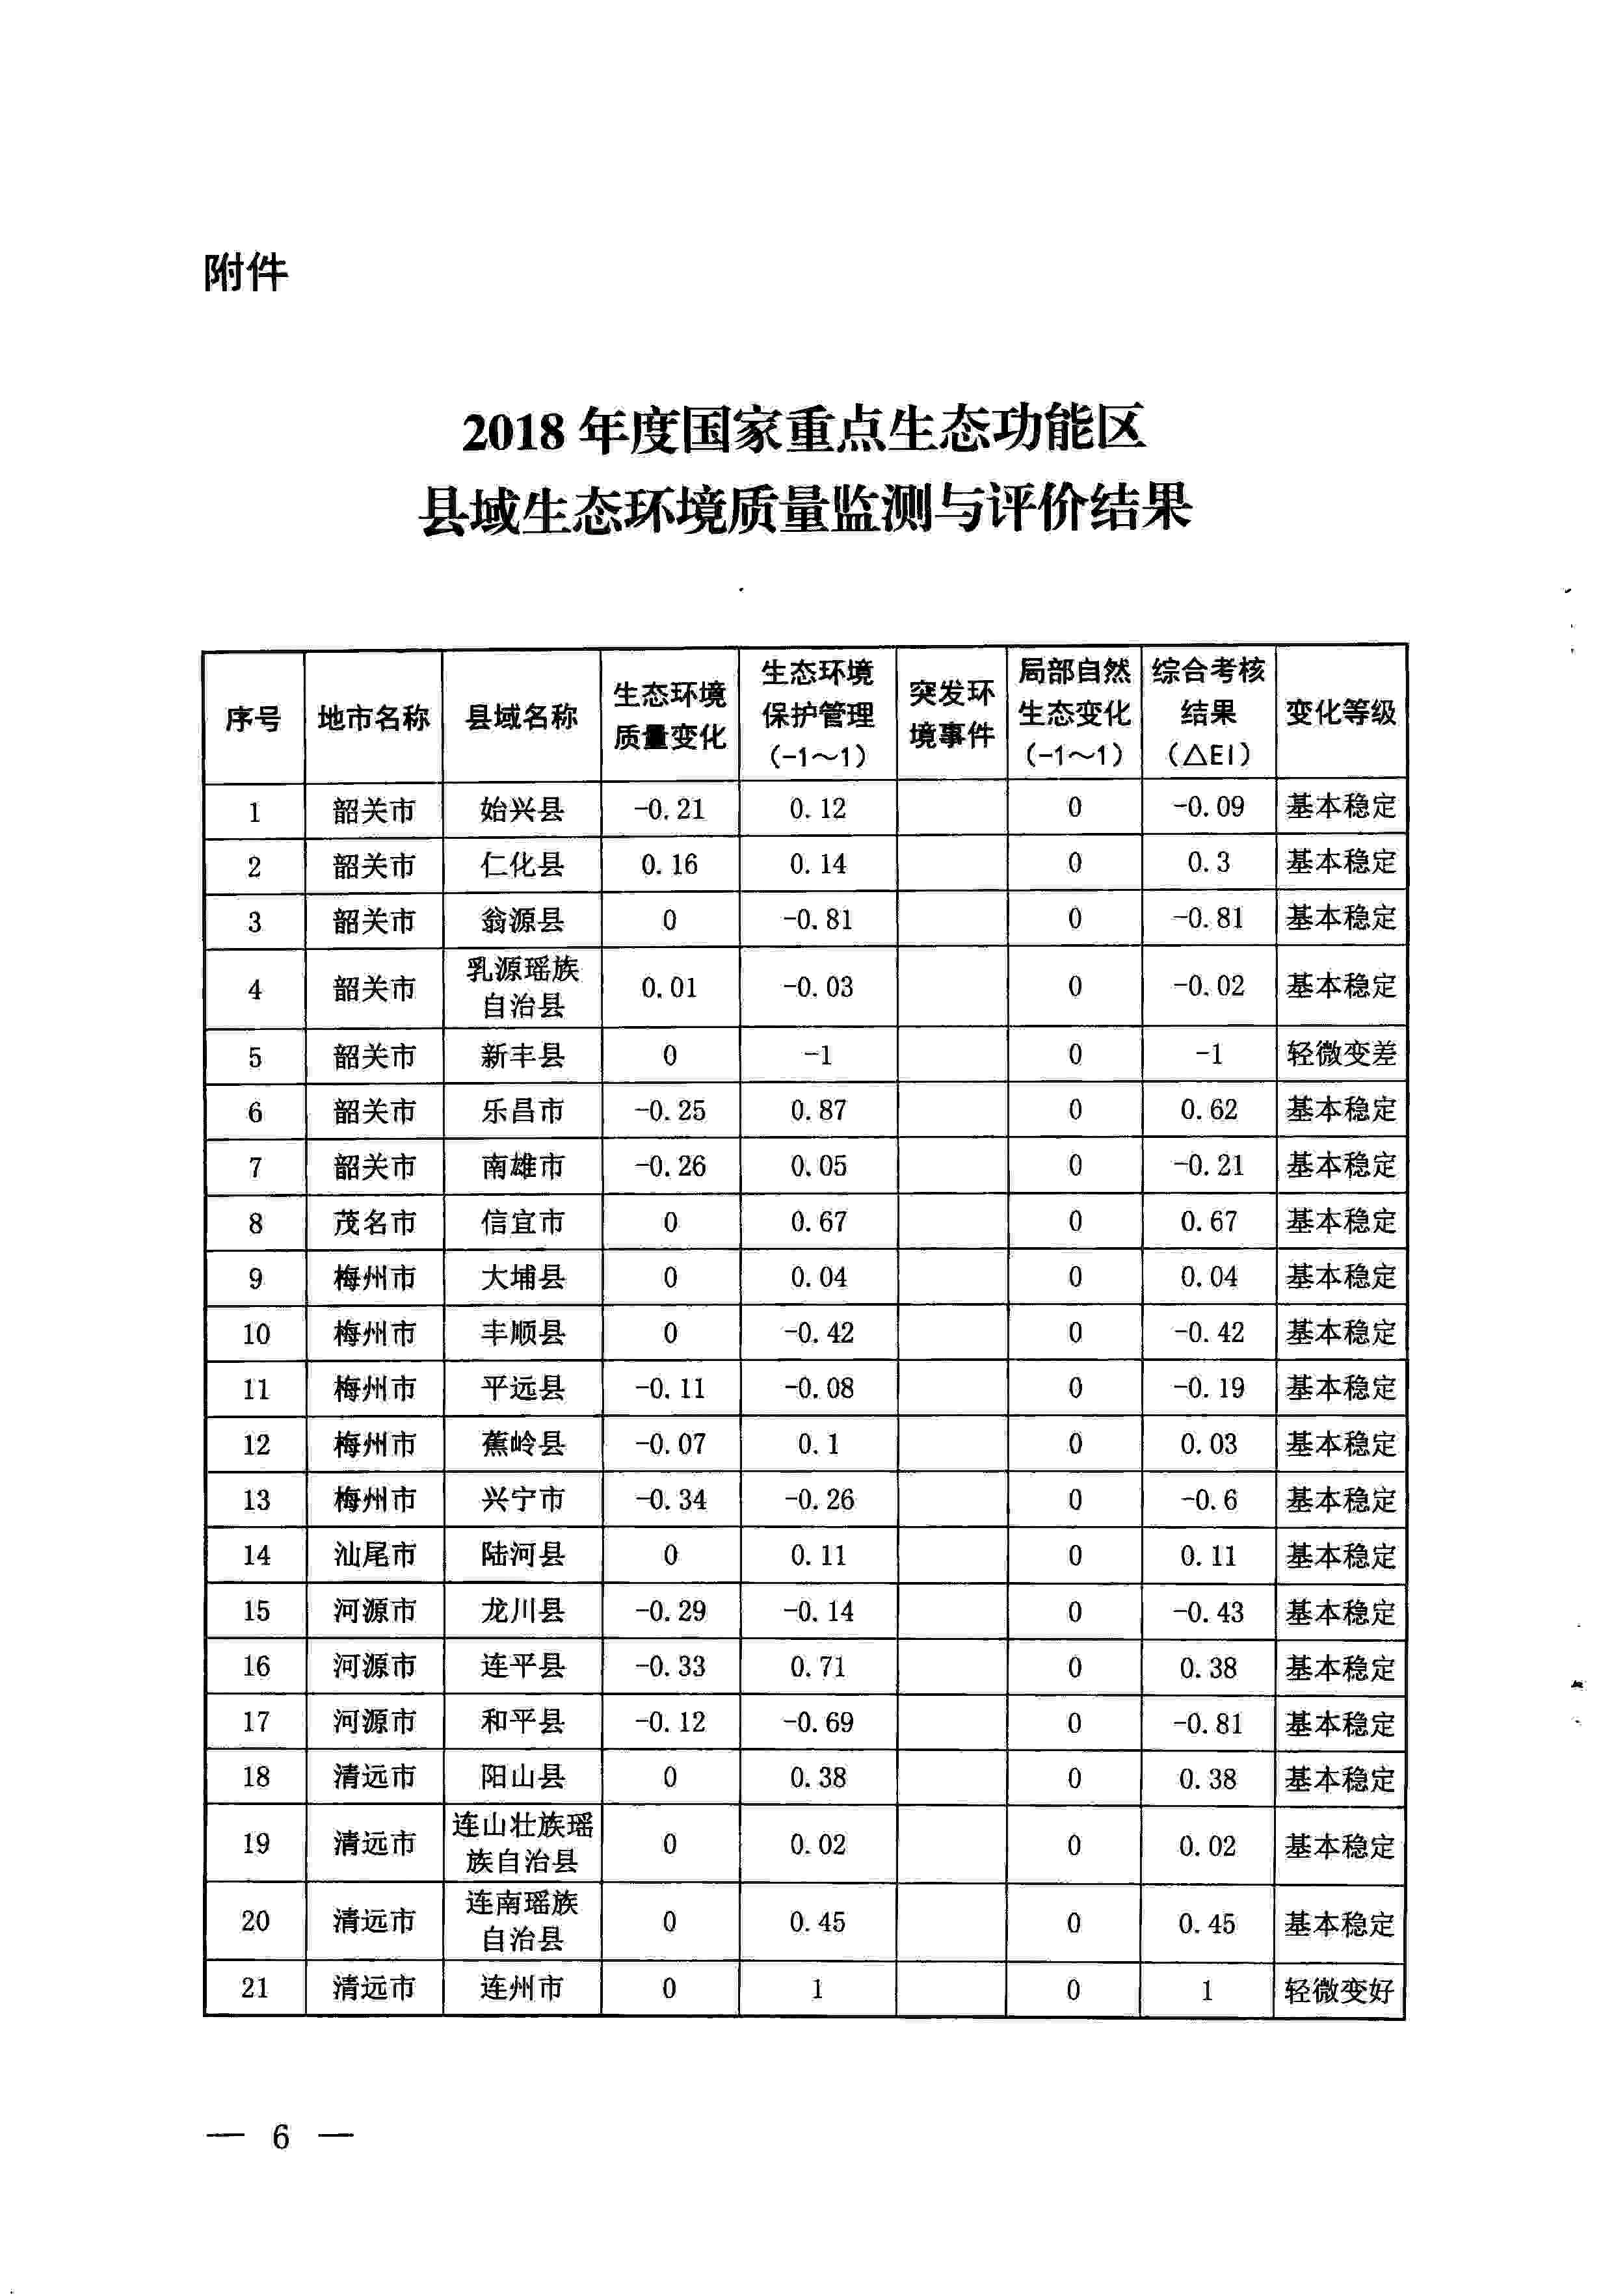 附件
2018 年度国家重点生态功能区
县域生态环境质量监测与评价结果
序号 地市名称 县域名称 生态环境质量变化 生态环境保护管理（-1～1） 突发环境事件 局部自然生态变化（-1～1） 综合考核结果（△EI） 变化等级
1 韶关市 始兴县 -0.21 0.12 0 -0.09 基本稳定
2 韶关市 仁化县 0.16 0.14 0 0.3 基本稳定
3 韶关市 翁源县 0 -0.81 0 -0.81 基本稳定
4 韶关市 乳源瑶族自治县 0.01 -0.03 0 -0.02 基本稳定
5 韶关市 新丰县 0 -1 0 -1 轻微变差
6 韶关市 乐昌市 -0.25 0.87 0 0.62 基本稳定
7 韶关市 南雄市 -0.26 0.05 0 -0.21 基本稳定
8 茂名市 信宜市 0 0.67 0 0.67 基本稳定
9 梅州市 大埔县 0 0.04 0 0.04 基本稳定
10 梅州市 丰顺县 0 -0.42 0 -0.42 基本稳定
11 梅州市 平远县 -0.11 -0.08 0 -0.19 基本稳定
12 梅州市 蕉岭县 -0.07 0.1 0 0.03 基本稳定
13 梅州市 兴宁市 -0.34 -0.26 0 -0.6 基本稳定
14 汕尾市 陆河县 0 0.11 0 0.11 基本稳定
15 河源市 龙川县 -0.29 -0.14 0 -0.43 基本稳定
16 河源市 连平县 -0.33 0.71 0 0.38 基本稳定
17 河源市 和平县 -0.12 -0.69 0 -0.81 基本稳定
18 清远市 阳山县 0 0.38 0 0.38 基本稳定
19 清远市 连山壮族瑶族自治县 0 0.02 0 0.02 基本稳定
20 清远市 连南瑶族自治县 0 0.45 0 0.45 基本稳定
21 清远市 连州市 0 1 0 1 轻微变好
— 6 —